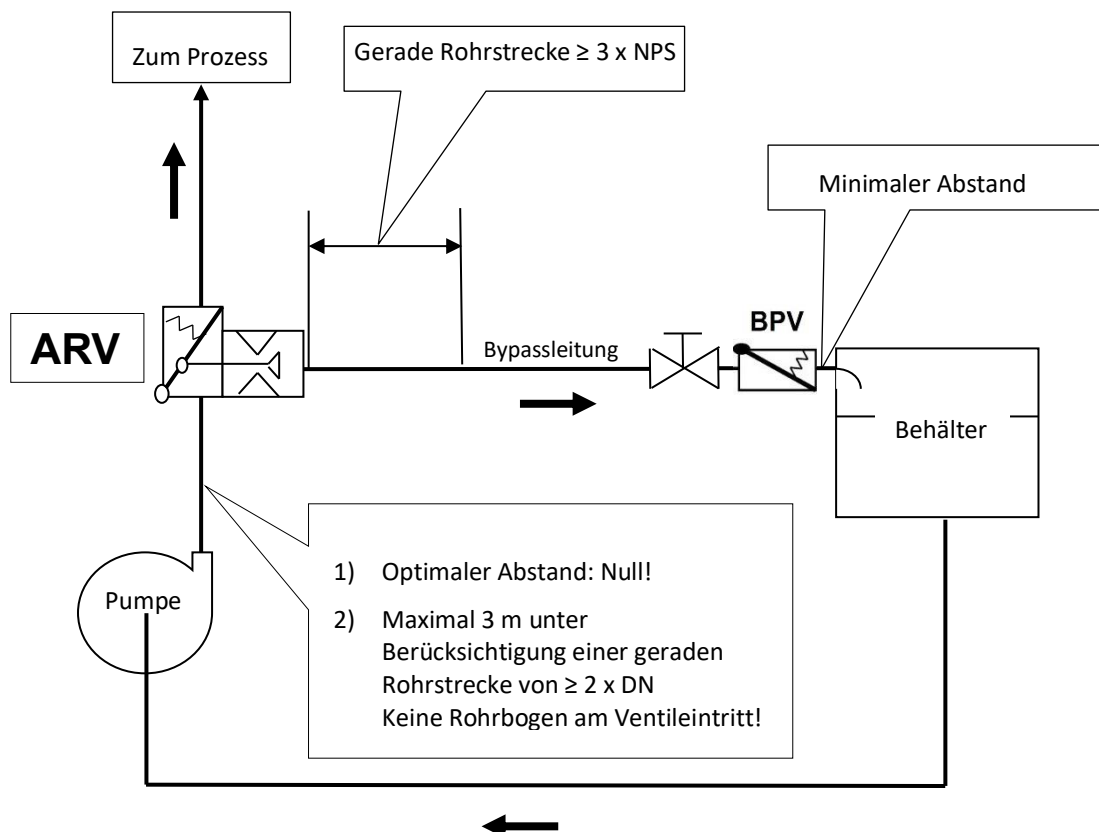 Zum Prozess
Gerade Rohrstrecke ≥ 3 x NPS
Minimaler Abstand
ARV
Bypassleitung
BPV
Behälter
Pumpe
1) Optimaler Abstand: Null!
2) Maximal 3 m unter
Berücksichtigung einer geraden
Rohrstrecke von ≥ 2 x DN
Keine Rohrbogen am Ventileintritt!